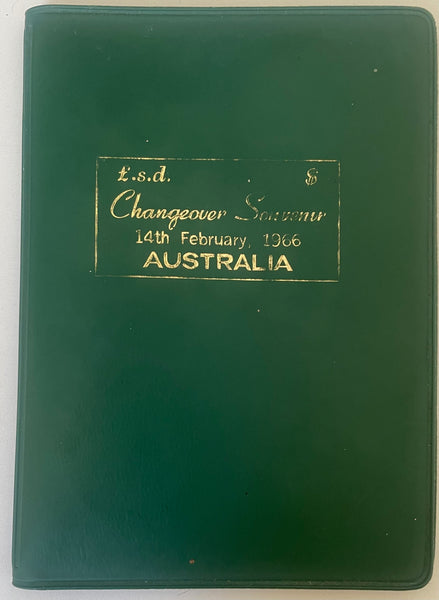 £.s.d. $
Changeover Souvenir
14th February, 1966
AUSTRALIA